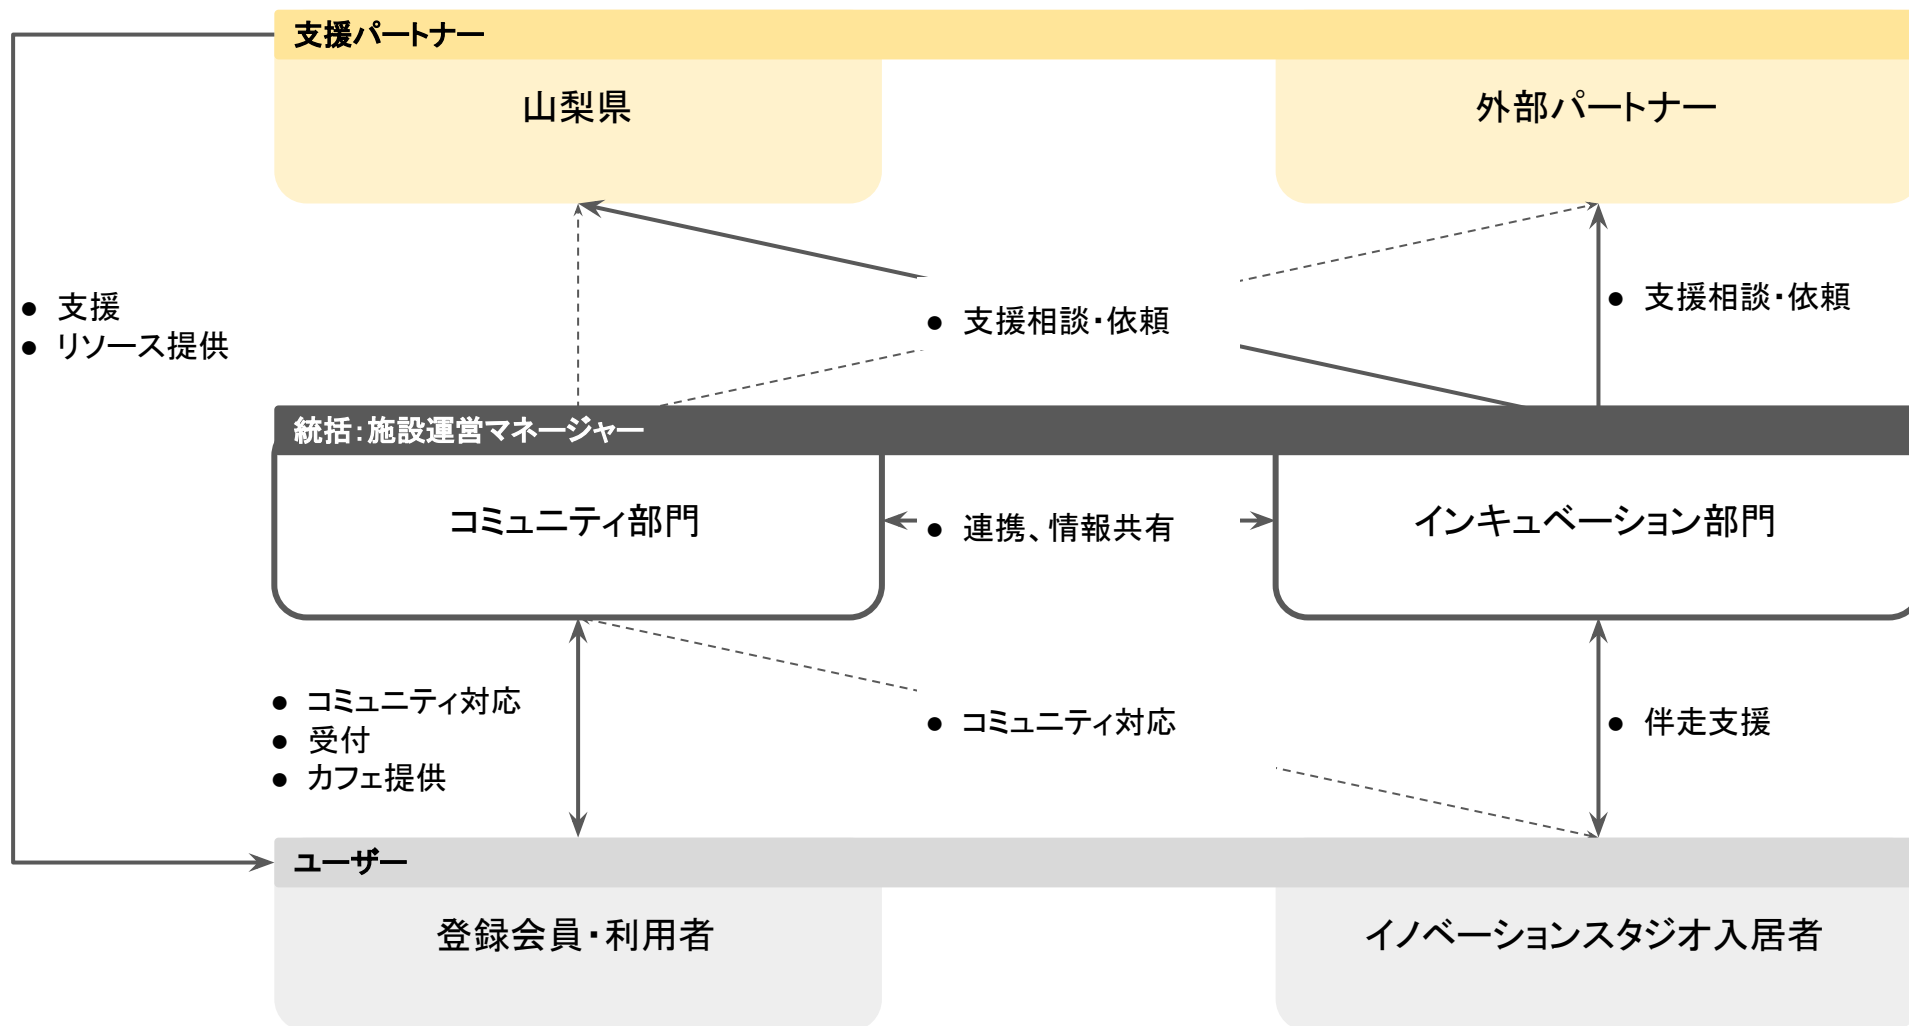 支援パートナー
山梨県
外部パートナー
● 支援
● リソース提供
● 支援相談・依頼
● 支援相談・依頼
統括：施設運営マネージャー
コミュニティ部門
● 連携、情報共有
インキュベーション部門
● コミュニティ対応
● 受付
● カフェ提供
● コミュニティ対応
● 伴走支援
ユーザー
登録会員・利用者
イノベーションスタジオ入居者